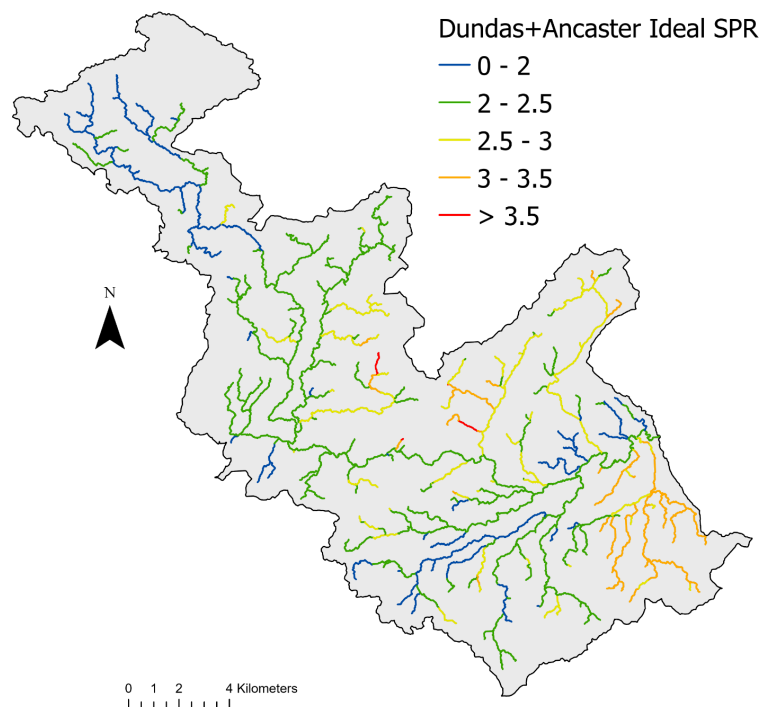 Dundas+Ancaster Ideal SPR
0 - 2
2 - 2.5
2.5 - 3
3 - 3.5
> 3.5
N
0 1 2 4 Kilometers